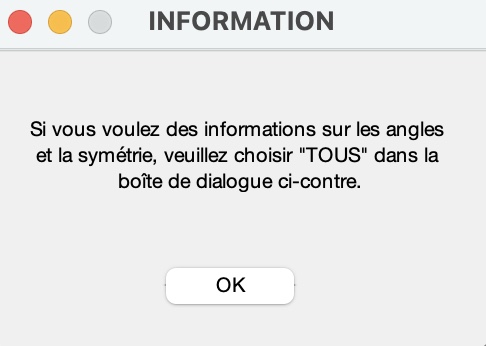 INFORMATION
Si vous voulez des informations sur les angles
et la symétrie, veuillez choisir "TOUS" dans la
boîte de dialogue ci-contre.
OK